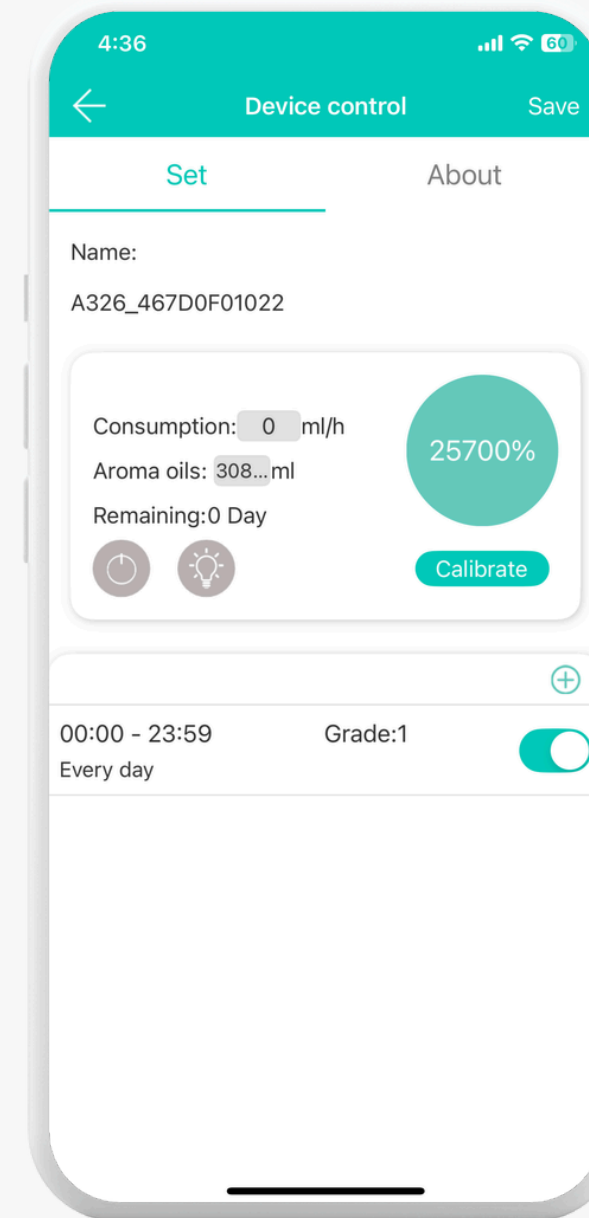 4:36
60
Device control
Save
Set
About
Name:
A326_467D0F01022
Consumption: 0 ml/h
Aroma oils: 308... ml
Remaining:0 Day
25700%
Calibrate
00:00 - 23:59
Grade:1
Every day